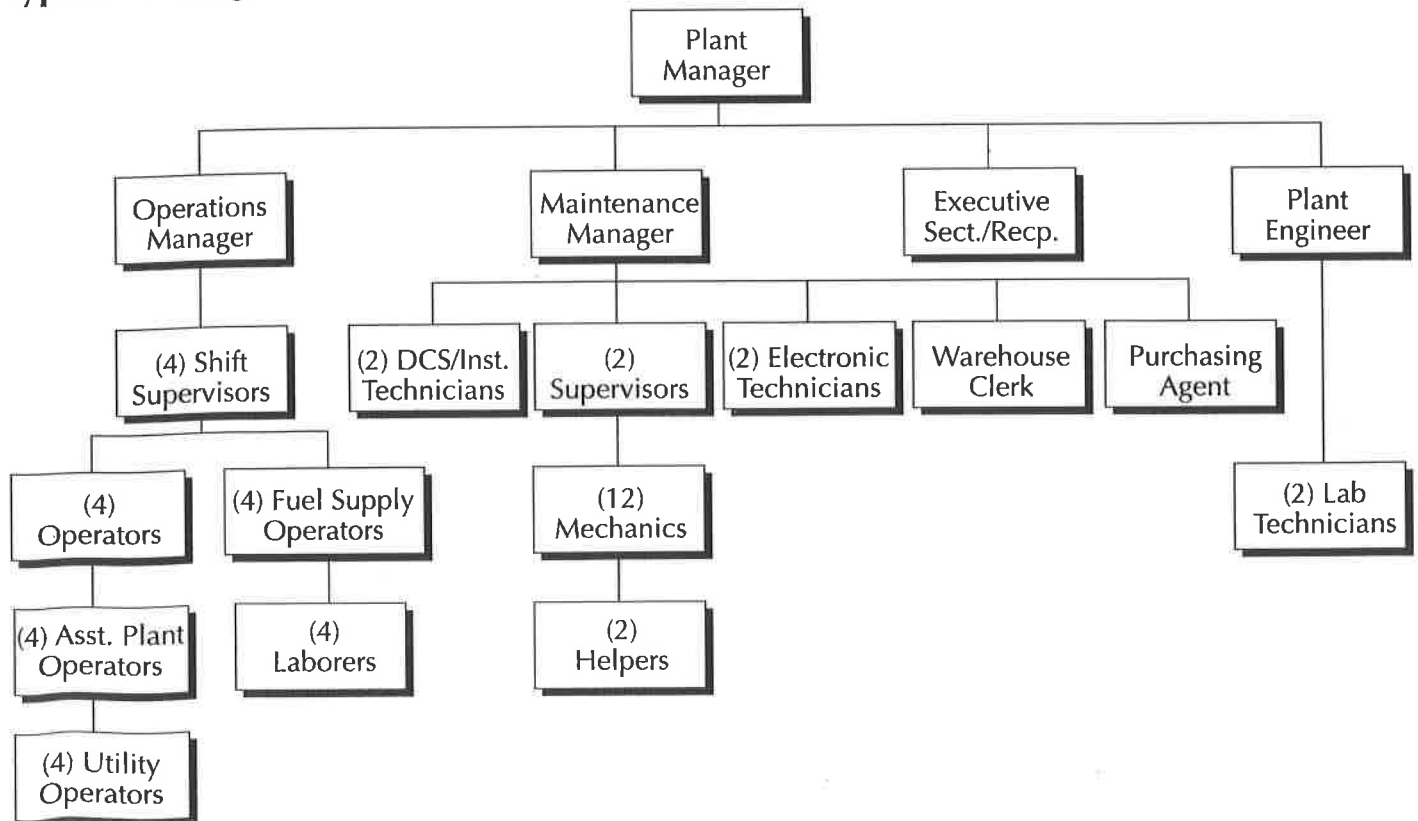 Plant
Manager
Operations
Manager
Maintenance
Manager
Executive
Sect./Recp.
Plant
Engineer
(4) Shift
Supervisors
(2) DCS/Inst.
Technicians
(2)
Supervisors
(2) Electronic
Technicians
Warehouse
Clerk
Purchasing
Agent
(4)
Operators
(4) Fuel Supply
Operators
(12)
Mechanics
(2) Lab
Technicians
(4) Asst. Plant
Operators
(4)
Laborers
(2)
Helpers
(4) Utility
Operators